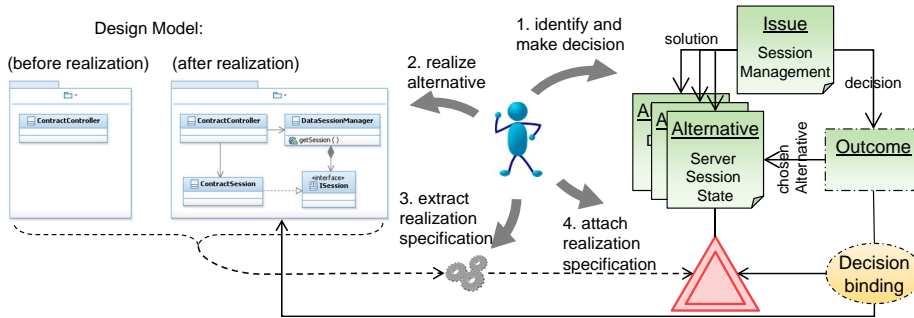 Design Model:
(before realization)
(after realization)
ContractController
ContractController
DataSessionManager
getSession ( )
ContractSession
«interface»
ISession
1. identify and
make decision
2. realize
alternative
3. extract
realization
specification
4. attach
realization
specification
Issue
Session
Management
solution
decision
A
A
D
Alternative
Server
Session
State
chosen
Alternative
Outcome
Decision
binding